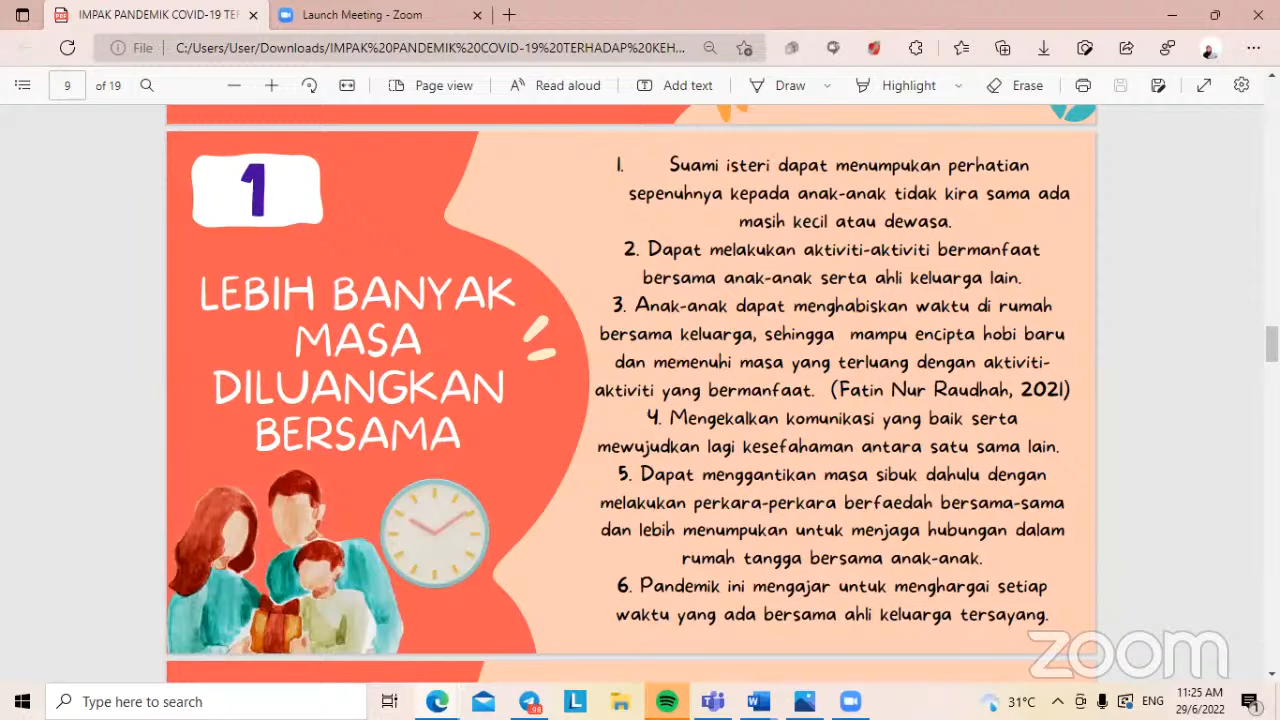 IMPAK PANDEMIK COVID-19 TER
Launch Meeting - Zoom
File
C:/Users/User/Downloads/IMPAK%20PANDEMIK%20COVID-19%20TERHADAP%20KEH...
9 of 19
Page view
Read aloud
Add text
Draw
Highlight
Erase
1
LEBIH BANYAK
MASA
DILUANGKAN
BERSAMA
1. Suami isteri dapat menumpukan perhatian
sepenuhnya kepada anak-anak tidak kira sama ada
masih kecil atau dewasa.
2. Dapat melakukan aktiviti-aktiviti bermanfaat
bersama anak-anak serta ahli keluarga lain.
3. Anak-anak dapat menghabiskan waktu di rumah
bersama keluarga, sehingga mampu encipta hobi baru
dan memenuhi masa yang terluang dengan aktiviti-
aktiviti yang bermanfaat. (Fatin Nur Raudhah, 2021)
4. Mengekalkan komunikasi yang baik serta
mewujudkan lagi kesefahaman antara satu sama lain.
5. Dapat menggantikan masa sibuk dahulu dengan
melakukan perkara-perkara berfaedah bersama-sama
dan lebih menumpukan untuk menjaga hubungan dalam
rumah tangga bersama anak-anak.
6. Pandemik ini mengajar untuk menghargai setiap
waktu yang ada bersama ahli keluarga tersayang.
zoom
Type here to search
98
31°C
ENG
11:25 AM
29/6/2022
1